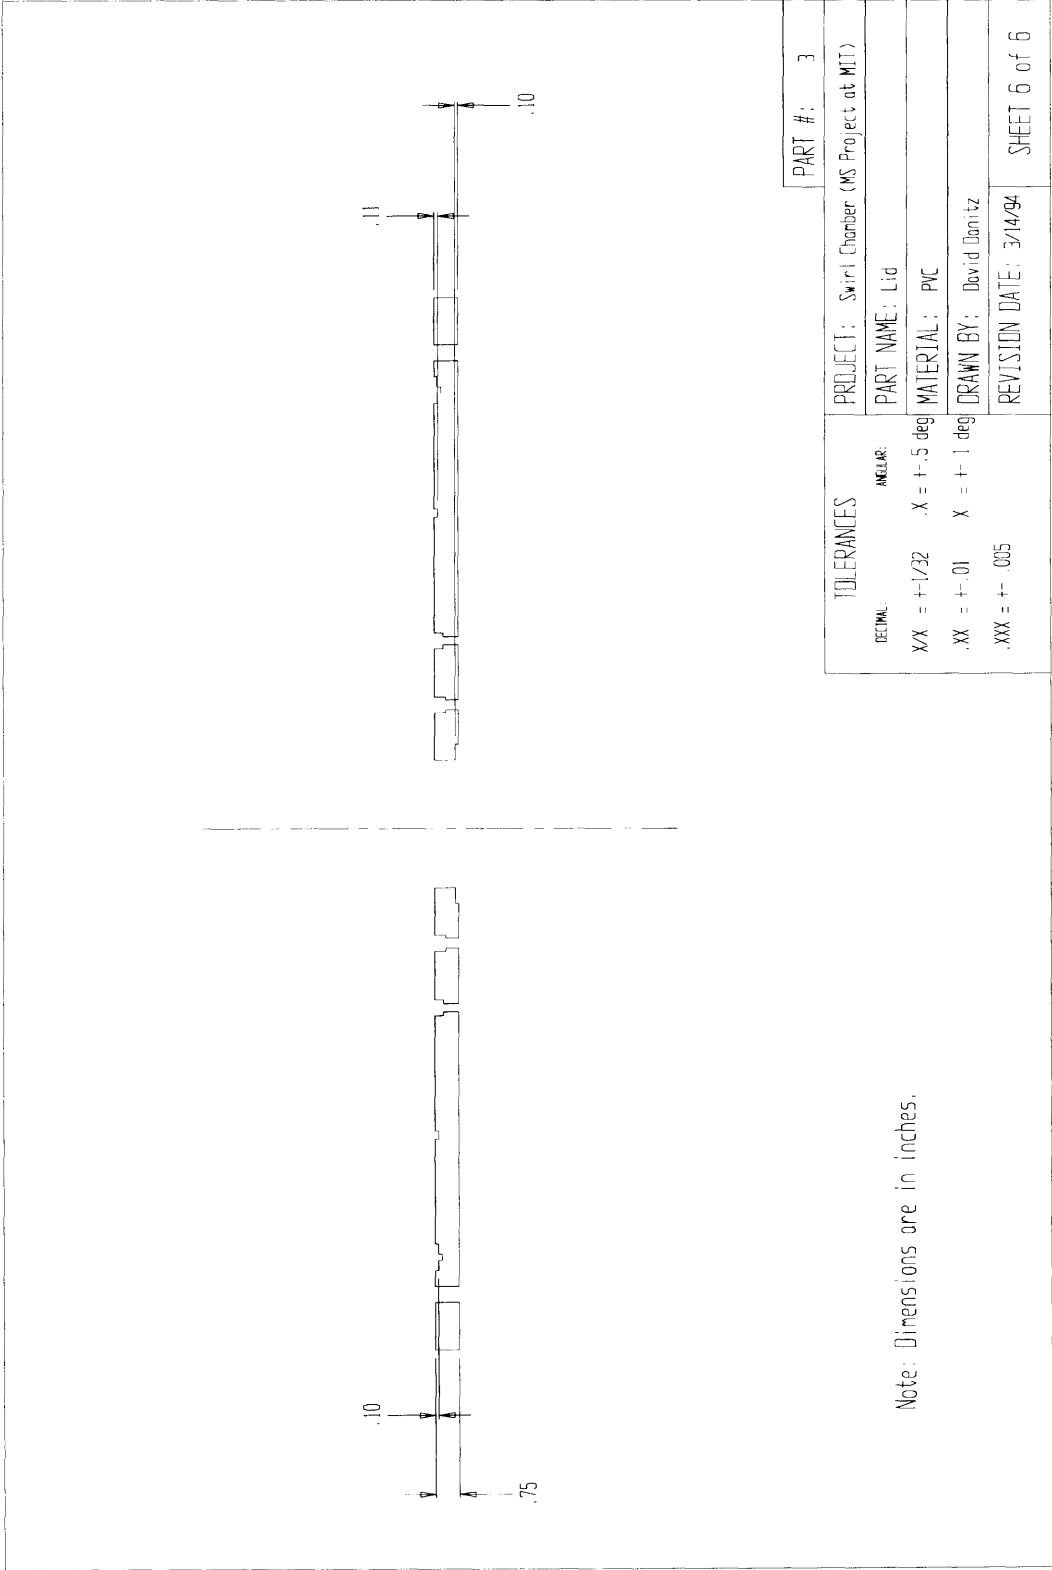 .11
.10
.10
.75
Note: Dimensions are in inches.
TOLERANCES
DECIMAL: ANGULAR:
X/X = +-1/32 .X = +-.5 deg
.XX = +-.01 X = +- 1 deg
.XXX = +- .005
PART #: 3
PROJECT: Swirl Chamber (MS Project at MIT)
PART NAME: Lid
MATERIAL: PVC
DRAWN BY: David Danitz
REVISION DATE: 3/14/94
SHEET 6 of 6